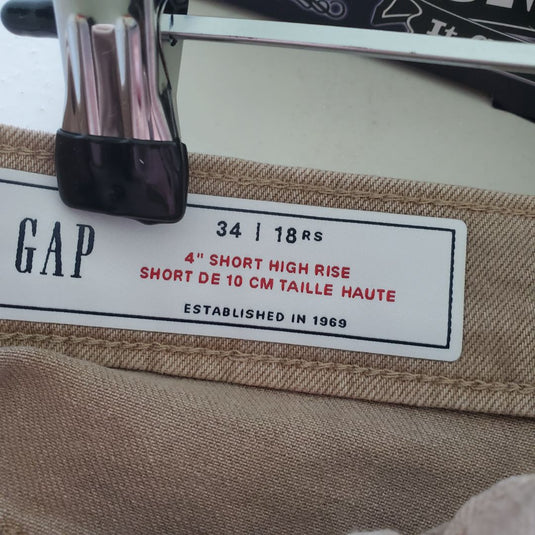 GAP
34 | 18 RS
4" SHORT HIGH RISE
SHORT DE 10 CM TAILLE HAUTE
ESTABLISHED IN 1969